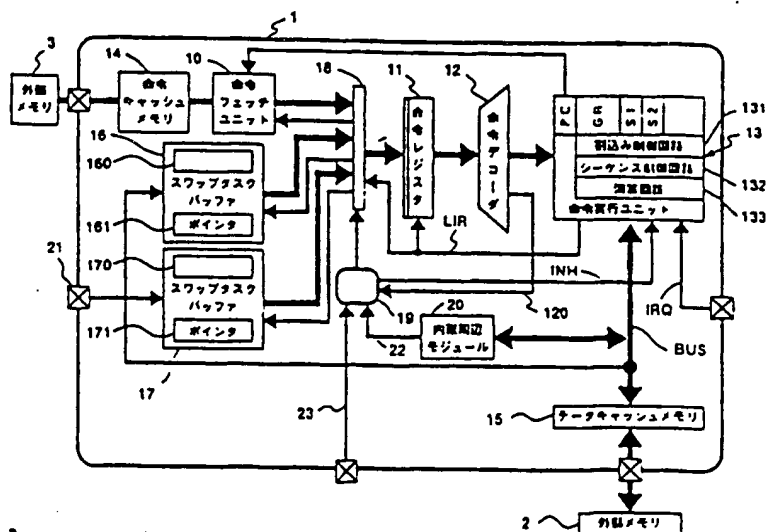 1
3
14
10
18
11
12
外部
メモリ
命令
キャッシュ
メモリ
命令
フェッチ
ユニット
命令レジスタ
命令デコーダ
PC
GR
S1
S2
131
割込み制御回路
13
シーケンス制御回路
132
演算回路
133
命令実行ユニット
16
160
スワップタスク
バッファ
161
ポインタ
LIR
21
170
スワップタスク
バッファ
171
ポインタ
17
INH
120
19
20
IRQ
22
内蔵周辺
モジュール
BUS
23
15
データキャッシュメモリ
2
外部メモリ